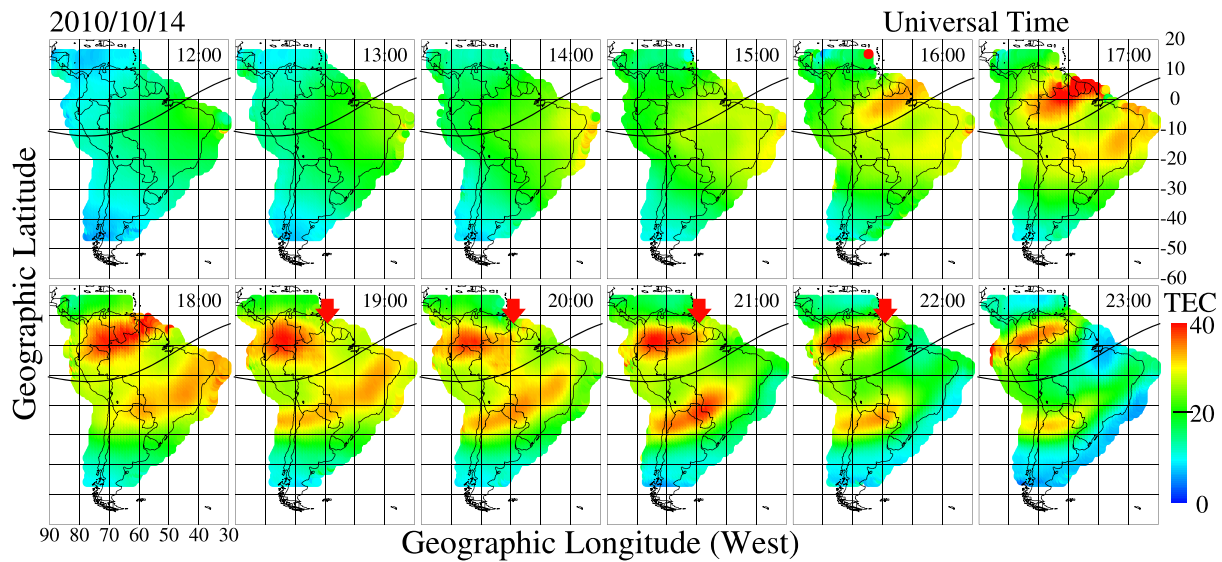 2010/10/14 Universal Time
12:00 13:00 14:00 15:00 16:00 17:00
20
10
0
-10
-20
-30
-40
-50
-60
Geographic Latitude
18:00 19:00 20:00 21:00 22:00 23:00
TEC
40
20
0
90 80 70 60 50 40 30
Geographic Longitude (West)